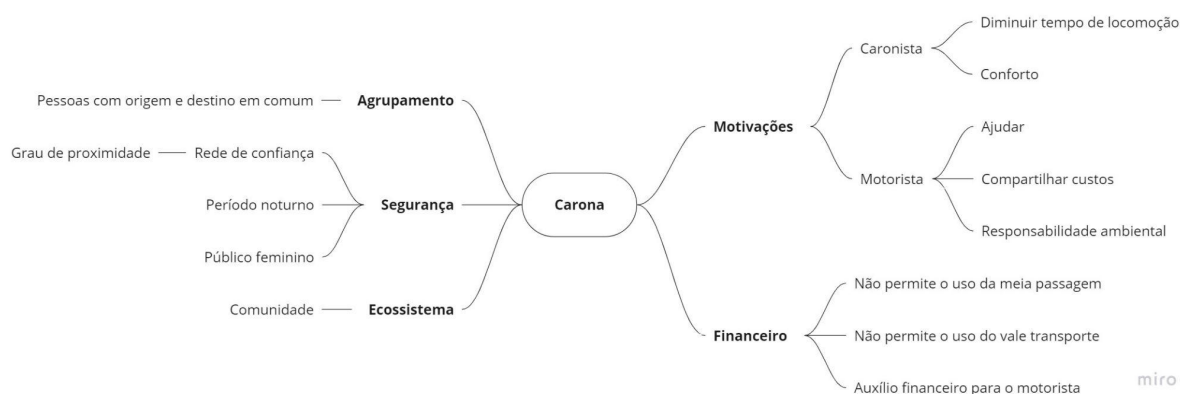 Carona
Agrupamento
Pessoas com origem e destino em comum
Segurança
Rede de confiança
Grau de proximidade
Período noturno
Público feminino
Ecossistema
Comunidade
Motivações
Caronista
Diminuir tempo de locomoção
Conforto
Motorista
Ajudar
Compartilhar custos
Responsabilidade ambiental
Financeiro
Não permite o uso da meia passagem
Não permite o uso do vale transporte
Auxílio financeiro para o motorista
miro